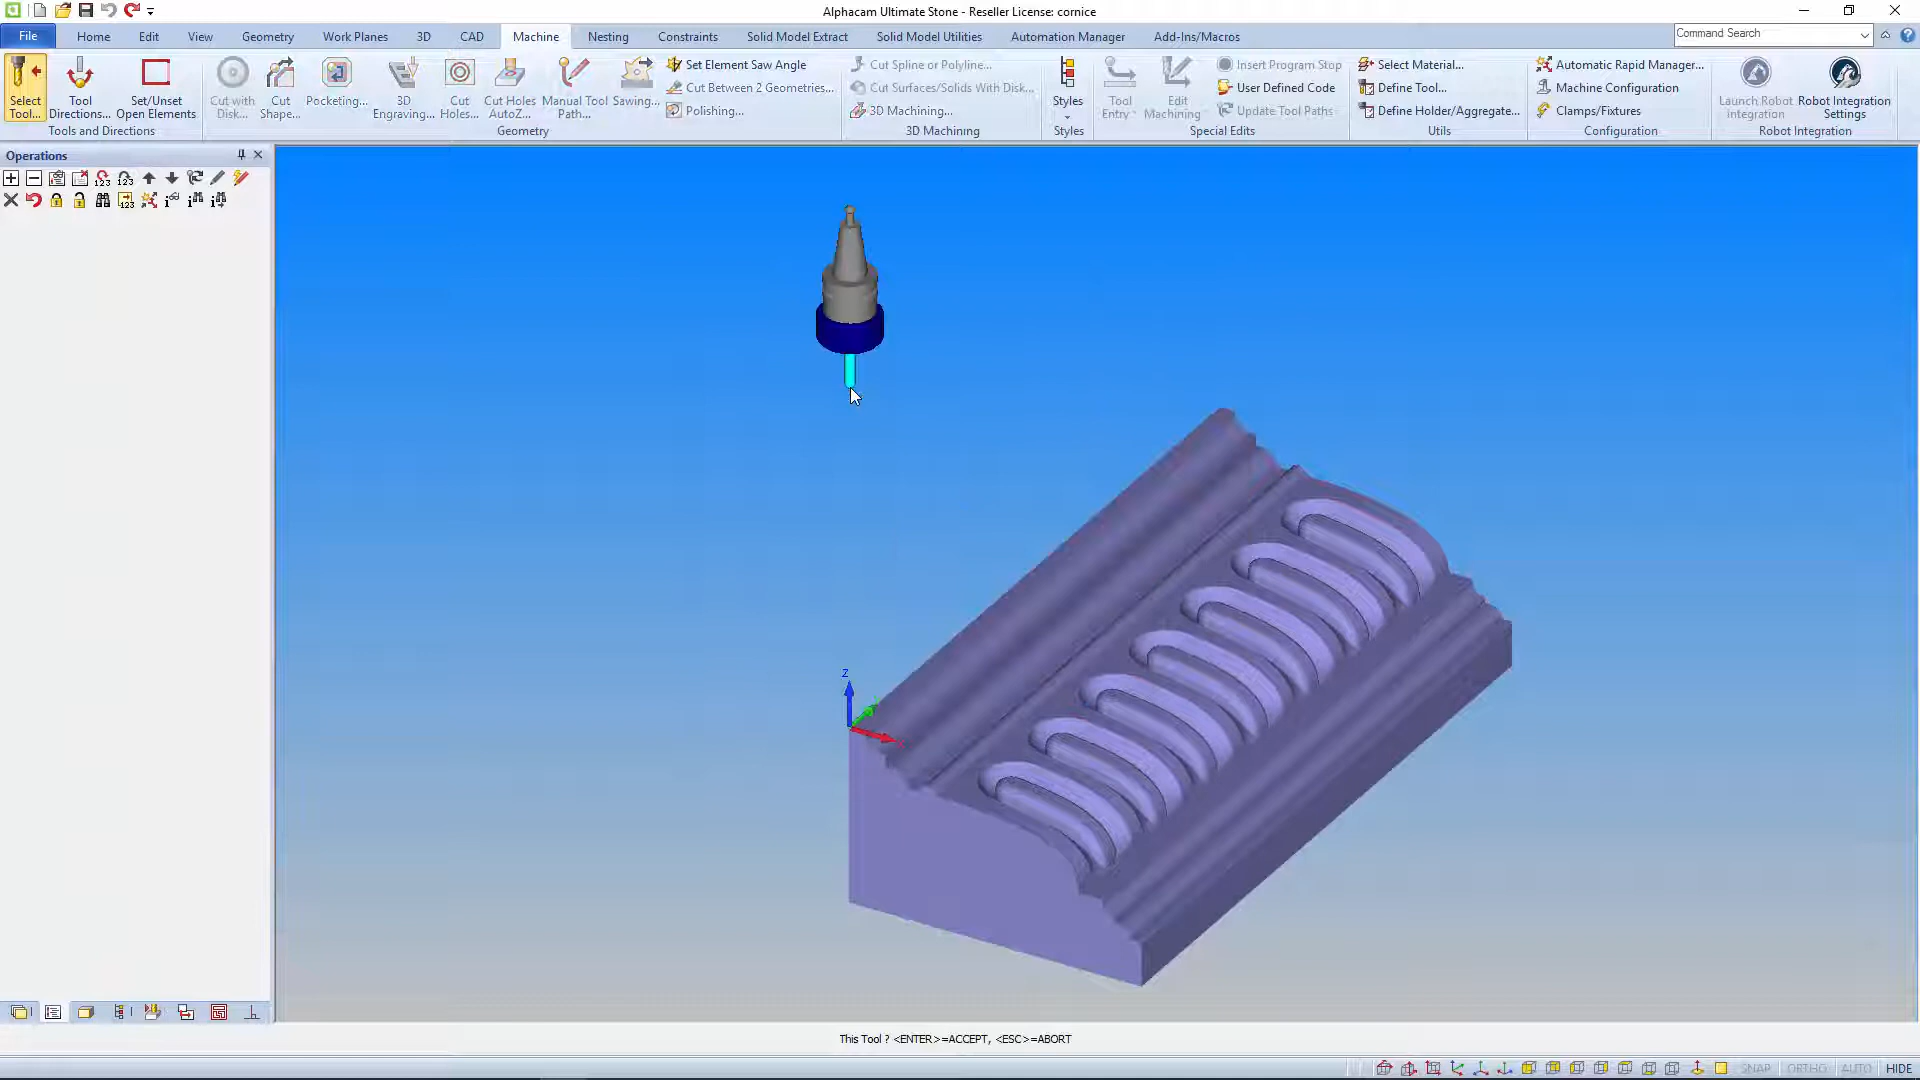 Alphacam Ultimate Stone - Reseller License: cornice
File Home Edit View Geometry Work Planes 3D CAD Machine Nesting Constraints Solid Model Extract Solid Model Utilities Automation Manager Add-Ins/Macros Command Search
Select Tool...
Tool Directions...
Set/Unset Open Elements
Tools and Directions
Cut with Disk...
Cut Shape...
Pocketing...
3D Engraving...
Cut Holes...
Cut Holes AutoZ...
Manual Tool Path...
Sawing...
Set Element Saw Angle
Cut Between 2 Geometries...
Polishing...
Geometry
Cut Spline or Polyline...
Cut Surfaces/Solids With Disk...
3D Machining...
3D Machining
Styles
Styles
Tool Entry
Edit Machining
Insert Program Stop
User Defined Code
Update Tool Paths
Special Edits
Select Material...
Define Tool...
Define Holder/Aggregate...
Utils
Automatic Rapid Manager...
Machine Configuration
Clamps/Fixtures
Configuration
Launch Robot Integration
Robot Integration Settings
Robot Integration
Operations
Z
X
This Tool ? <ENTER>=ACCEPT, <ESC>=ABORT
SNAP ORTHO AUTO HIDE